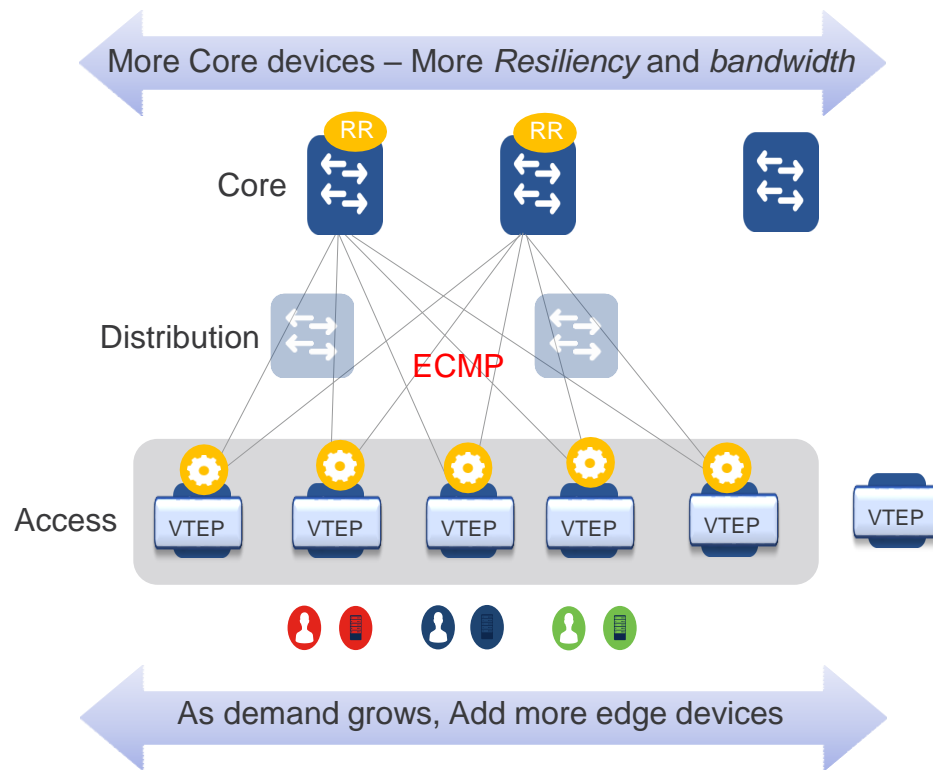 More Core devices – More Resiliency and bandwidth
RR
RR
Core
Distribution
ECMP
Access
VTEP
VTEP
VTEP
VTEP
VTEP
VTEP
As demand grows, Add more edge devices